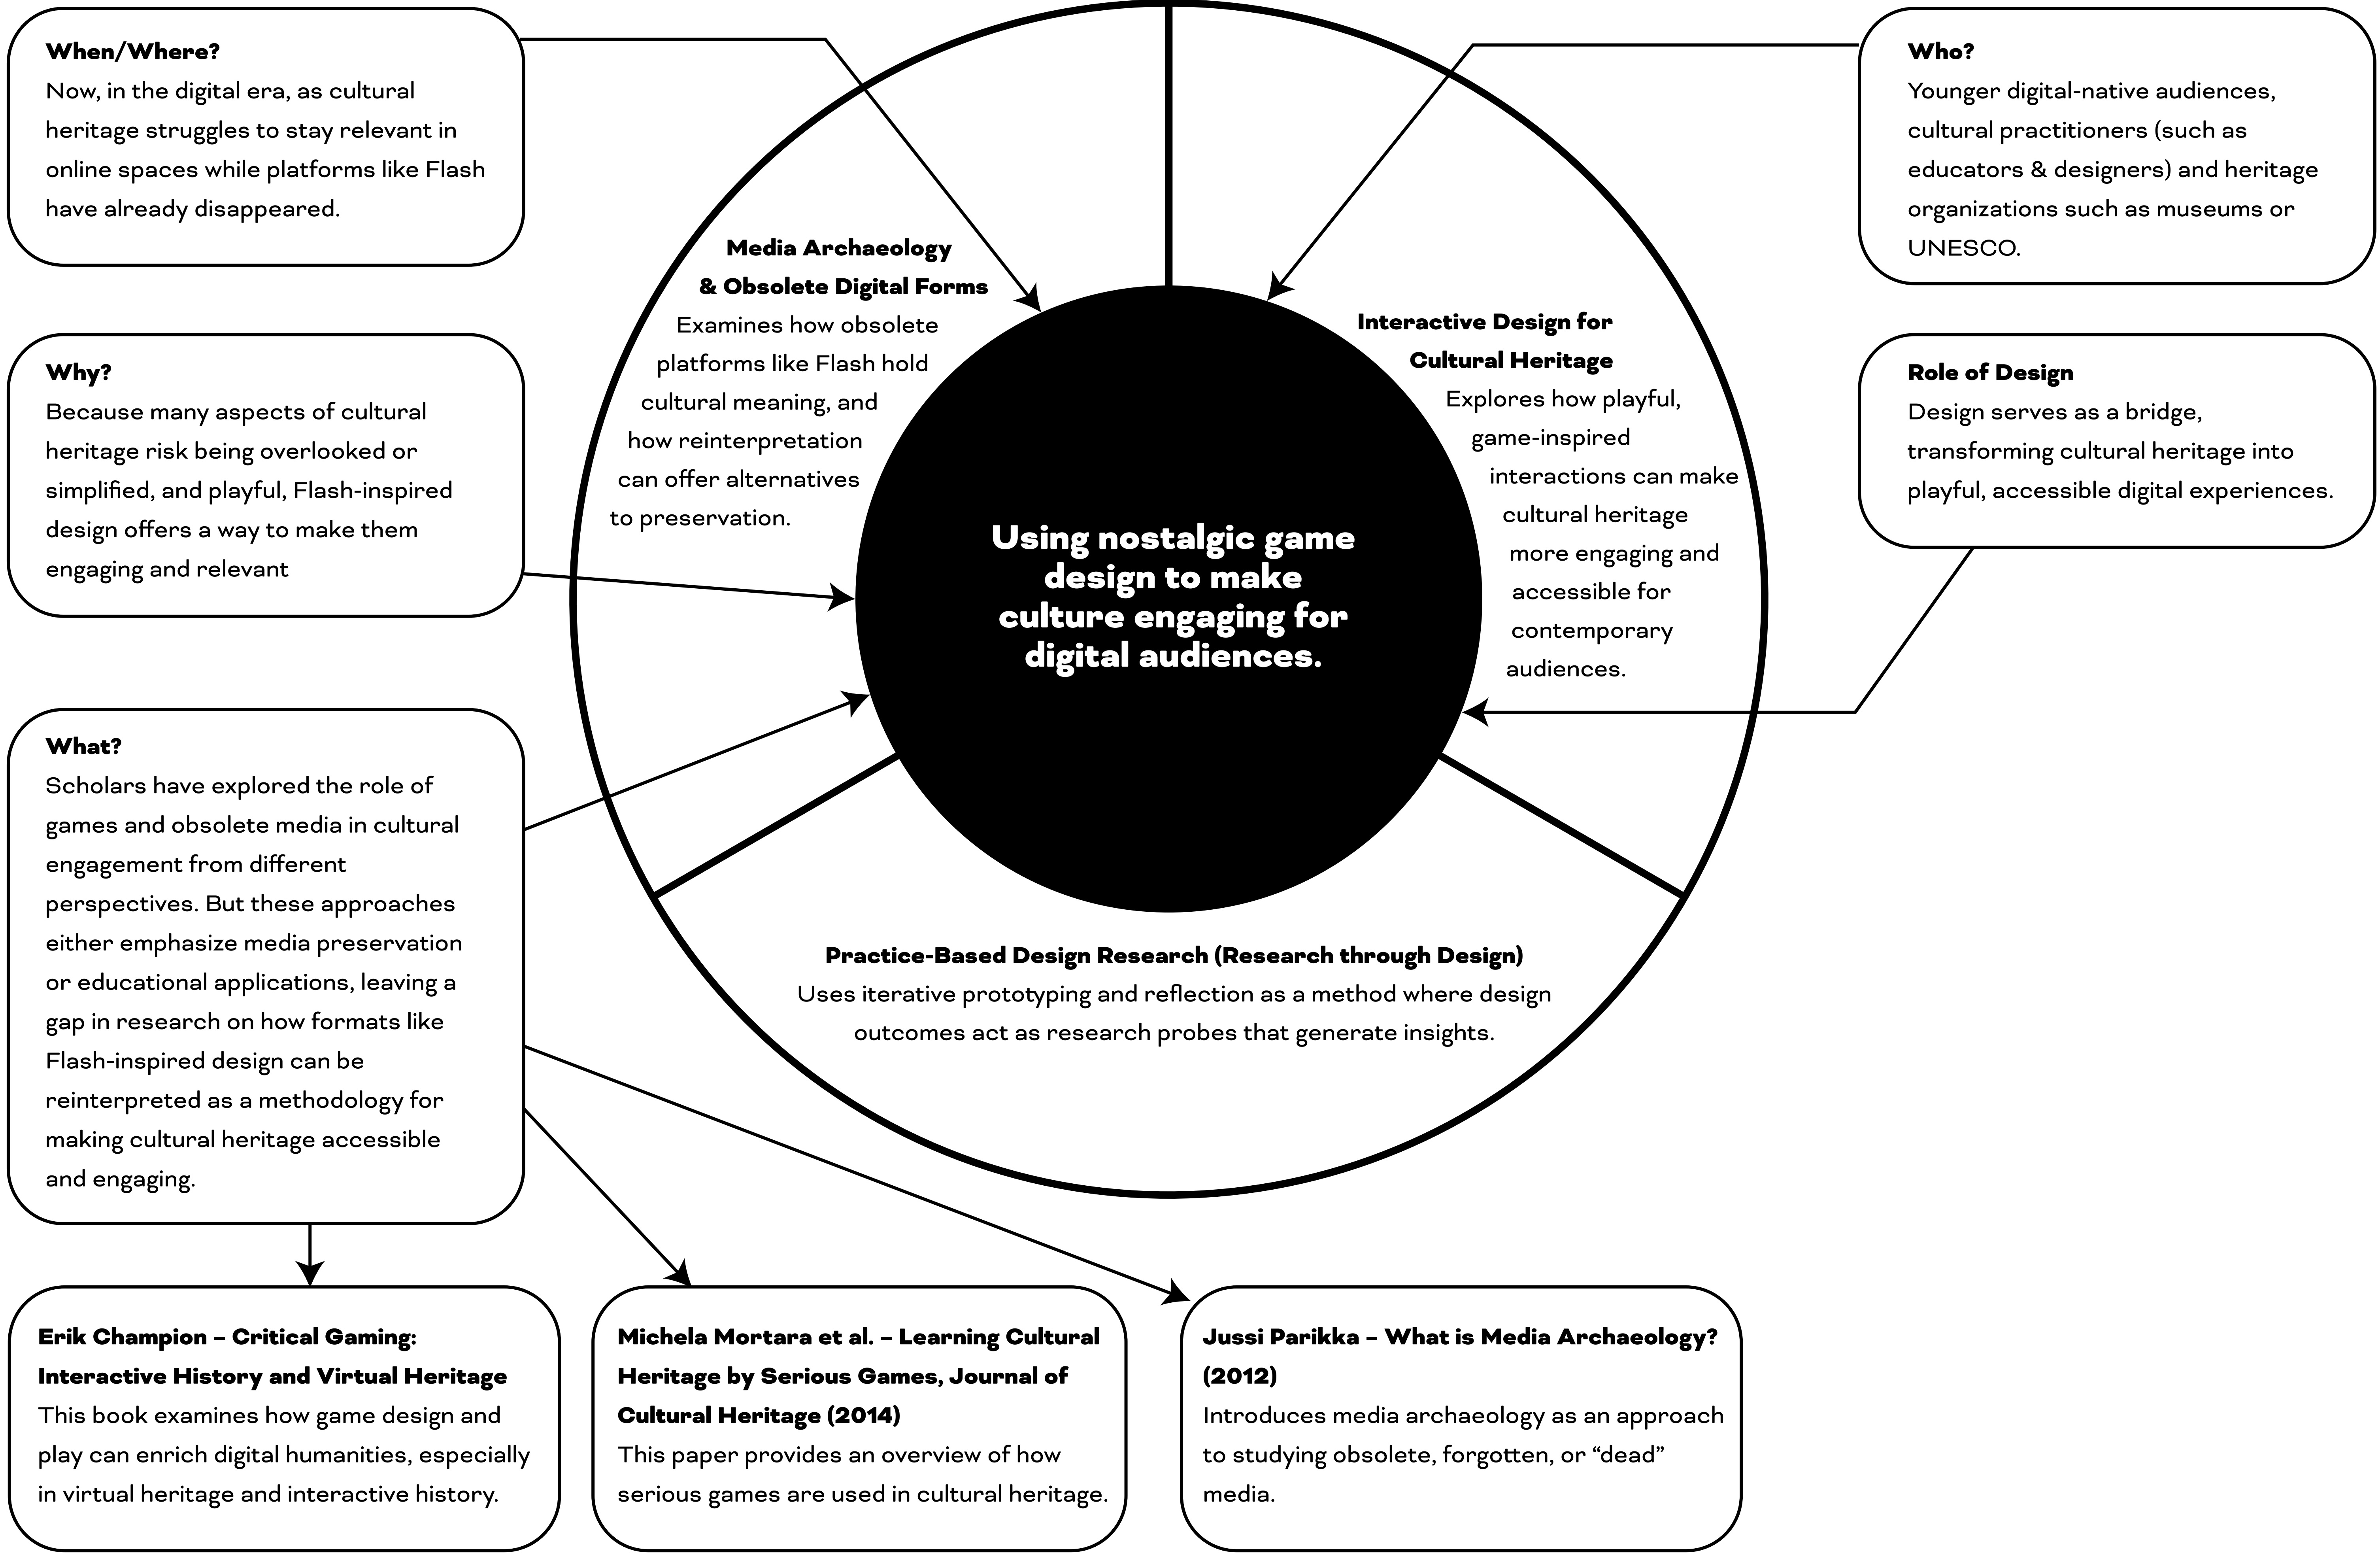 When/Where?
Now, in the digital era, as cultural
heritage struggles to stay relevant in
online spaces while platforms like Flash
have already disappeared.
Why?
Because many aspects of cultural
heritage risk being overlooked or
simplified, and playful, Flash-inspired
design offers a way to make them
engaging and relevant
What?
Scholars have explored the role of
games and obsolete media in cultural
engagement from different
perspectives. But these approaches
either emphasize media preservation
or educational applications, leaving a
gap in research on how formats like
Flash-inspired design can be
reinterpreted as a methodology for
making cultural heritage accessible
and engaging.
Media Archaeology
& Obsolete Digital Forms
Examines how obsolete
platforms like Flash hold
cultural meaning, and
how reinterpretation
can offer alternatives
to preservation.
Using nostalgic game
design to make
culture engaging for
digital audiences.
Interactive Design for
Cultural Heritage
Explores how playful,
game-inspired
interactions can make
cultural heritage
more engaging and
accessible for
contemporary
audiences.
Practice-Based Design Research (Research through Design)
Uses iterative prototyping and reflection as a method where design
outcomes act as research probes that generate insights.
Who?
Younger digital-native audiences,
cultural practitioners (such as
educators & designers) and heritage
organizations such as museums or
UNESCO.
Role of Design
Design serves as a bridge,
transforming cultural heritage into
playful, accessible digital experiences.
Erik Champion – Critical Gaming:
Interactive History and Virtual Heritage
This book examines how game design and
play can enrich digital humanities, especially
in virtual heritage and interactive history.
Michela Mortara et al. – Learning Cultural
Heritage by Serious Games, Journal of
Cultural Heritage (2014)
This paper provides an overview of how
serious games are used in cultural heritage.
Jussi Parikka – What is Media Archaeology?
(2012)
Introduces media archaeology as an approach
to studying obsolete, forgotten, or “dead”
media.